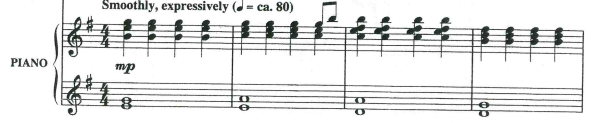 Smoothly, expressively (♩ = ca. 80)
mp
PIANO